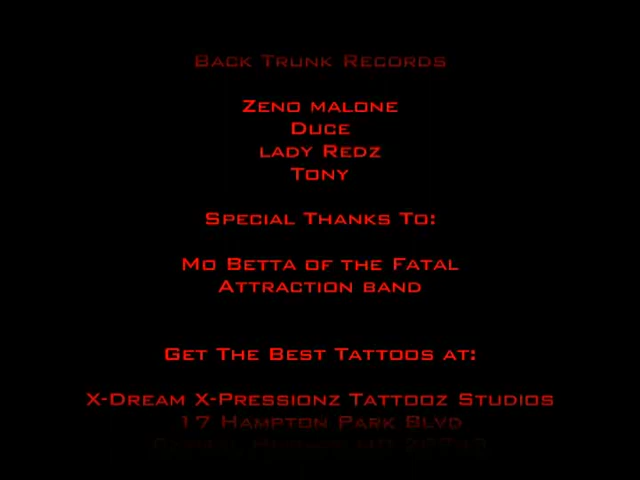 Back Trunk Records
Zeno malone
Duce
lady Redz
Tony
Special Thanks To:
Mo Betta of the Fatal
Attraction band
Get The Best Tattoos at:
X-Dream X-Pressionz Tattooz Studios
17 Hampton Park Blvd